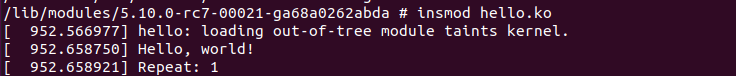 /lib/modules/5.10.0-rc7-00021-ga68a0262abda # insmod hello.ko
[  952.566977] hello: loading out-of-tree module taints kernel.
[  952.658750] Hello, world!
[  952.658921] Repeat: 1